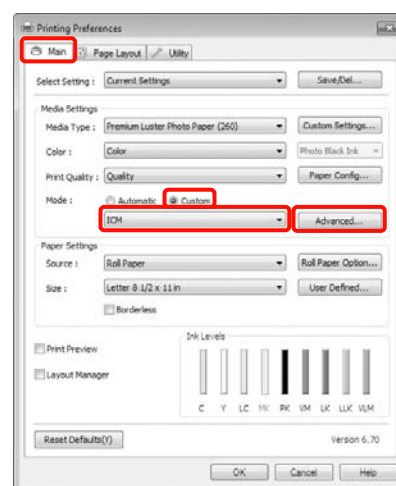 Printing Preferences
Main Page Layout Utility
Select Setting : Current Settings Save/Del...
Media Settings
Media Type : Premium Luster Photo Paper (260) Custom Settings...
Color : Color Photo Black Ink
Print Quality : Quality Paper Config...
Mode : Automatic Custom
ICM Advanced...
Paper Settings
Source : Roll Paper Roll Paper Option...
Size : Letter 8 1/2 x 11 in User Defined...
Borderless
Print Preview
Layout Manager
Ink Levels
C Y LC MK PK VM LK LLK VLM
Reset Defaults(Y) Version 6.70
OK Cancel Help